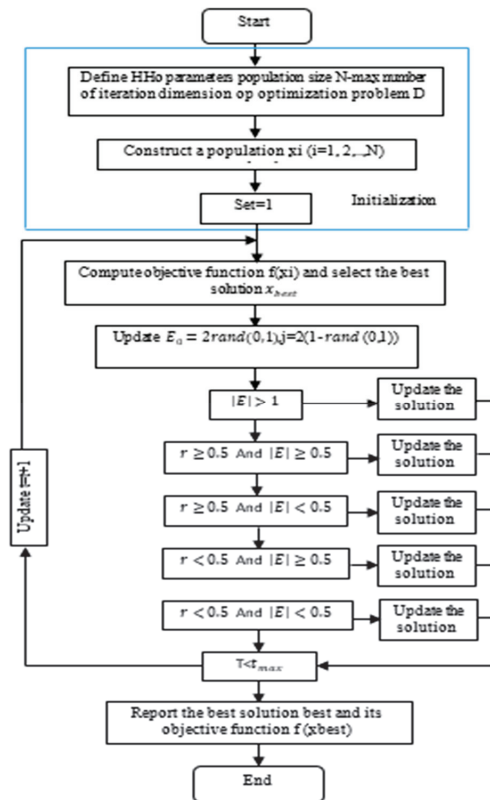 Start
Define HHo parameters population size N-max number
of iteration dimension op optimization problem D
Construct a population xi (i=1, 2,..,N)
Set=1
Initialization
Compute objective function f(xi) and select the best
solution x_best
Update E_a = 2rand(0,1),j=2(1-rand (0,1))
|E| > 1
Update the
solution
r ≥ 0.5 And |E| ≥ 0.5
Update the
solution
r ≥ 0.5 And |E| < 0.5
Update the
solution
r < 0.5 And |E| ≥ 0.5
Update the
solution
r < 0.5 And |E| < 0.5
Update the
solution
Update t=t+1
T<t_max
Report the best solution best and its
objective function f (xbest)
End